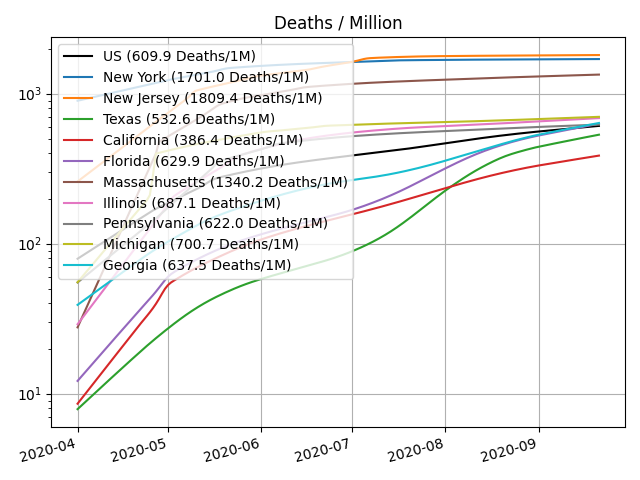 Deaths / Million
US (609.9 Deaths/1M)
New York (1701.0 Deaths/1M)
New Jersey (1809.4 Deaths/1M)
Texas (532.6 Deaths/1M)
California (386.4 Deaths/1M)
Florida (629.9 Deaths/1M)
Massachusetts (1340.2 Deaths/1M)
Illinois (687.1 Deaths/1M)
Pennsylvania (622.0 Deaths/1M)
Michigan (700.7 Deaths/1M)
Georgia (637.5 Deaths/1M)
10³
10²
10¹
2020-04 2020-05 2020-06 2020-07 2020-08 2020-09